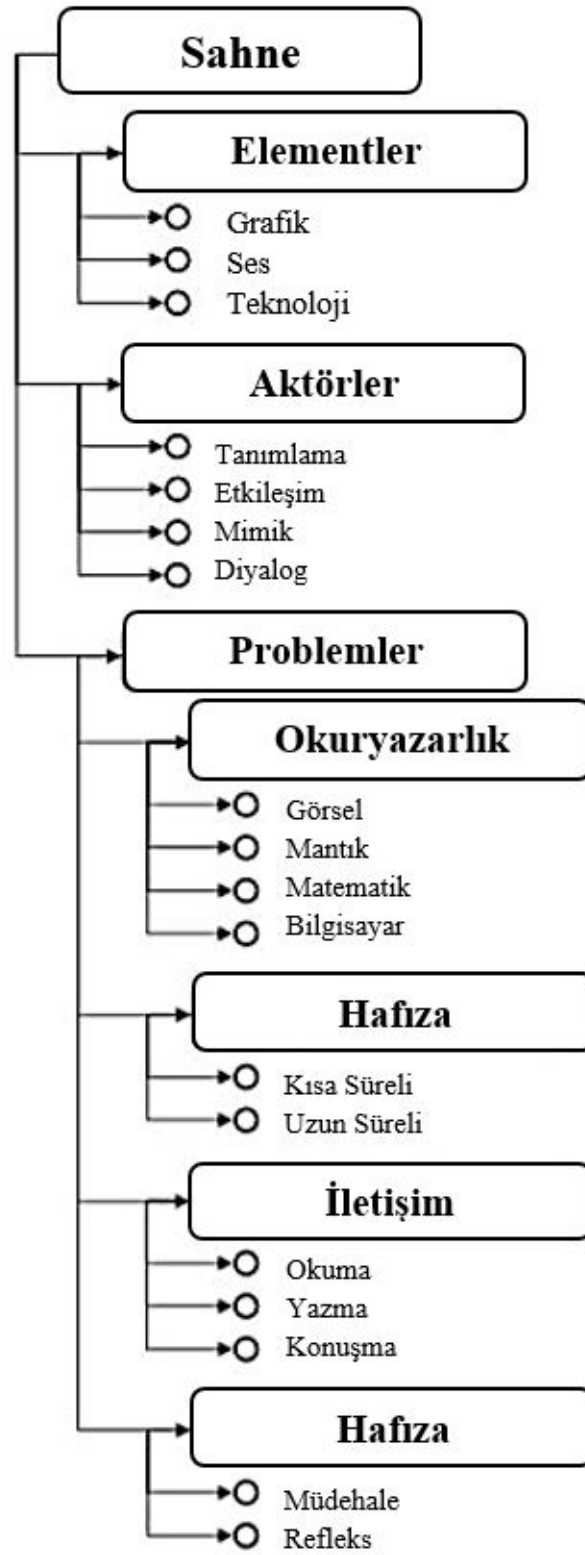 Sahne
Elementler
Grafik
Ses
Teknoloji
Aktörler
Tanımlama
Etkileşim
Mimik
Diyalog
Problemler
Okuryazarlık
Görsel
Mantık
Matematik
Bilgisayar
Hafıza
Kısa Süreli
Uzun Süreli
İletişim
Okuma
Yazma
Konuşma
Hafıza
Müdehale
Refleks